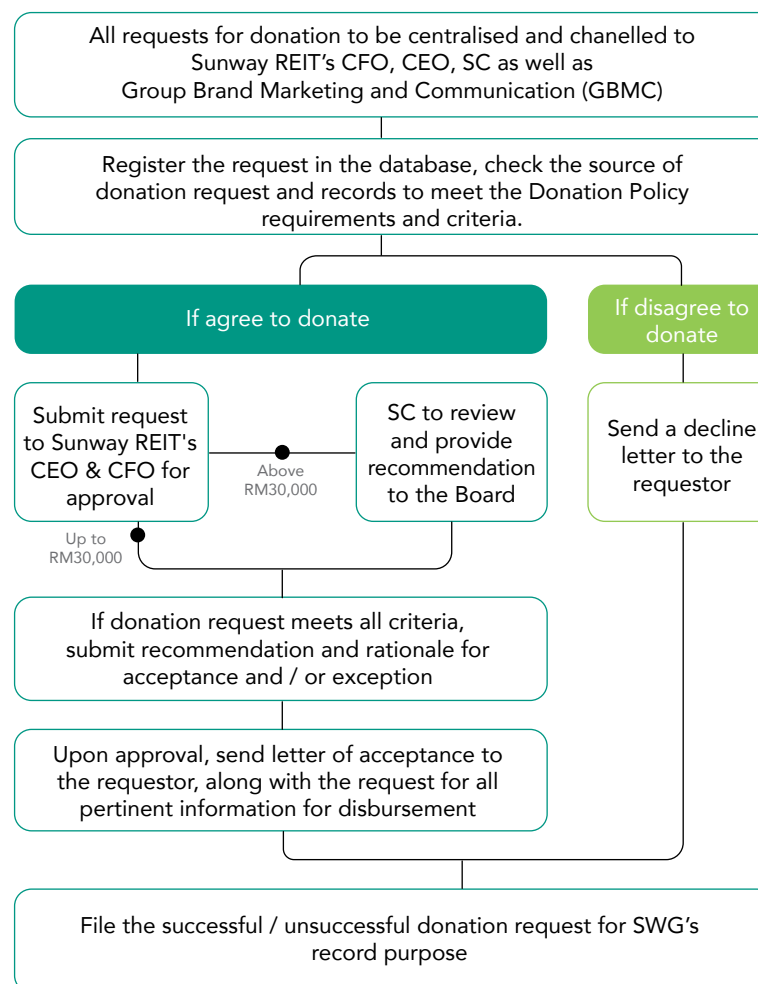 All requests for donation to be centralised and chanelled to
Sunway REIT’s CFO, CEO, SC as well as
Group Brand Marketing and Communication (GBMC)
Register the request in the database, check the source of
donation request and records to meet the Donation Policy
requirements and criteria.
If agree to donate
If disagree to
donate
Submit request
to Sunway REIT's
CEO & CFO for
approval
Above
RM30,000
SC to review
and provide
recommendation
to the Board
Send a decline
letter to the
requestor
Up to
RM30,000
If donation request meets all criteria,
submit recommendation and rationale for
acceptance and / or exception
Upon approval, send letter of acceptance to
the requestor, along with the request for all
pertinent information for disbursement
File the successful / unsuccessful donation request for SWG’s
record purpose